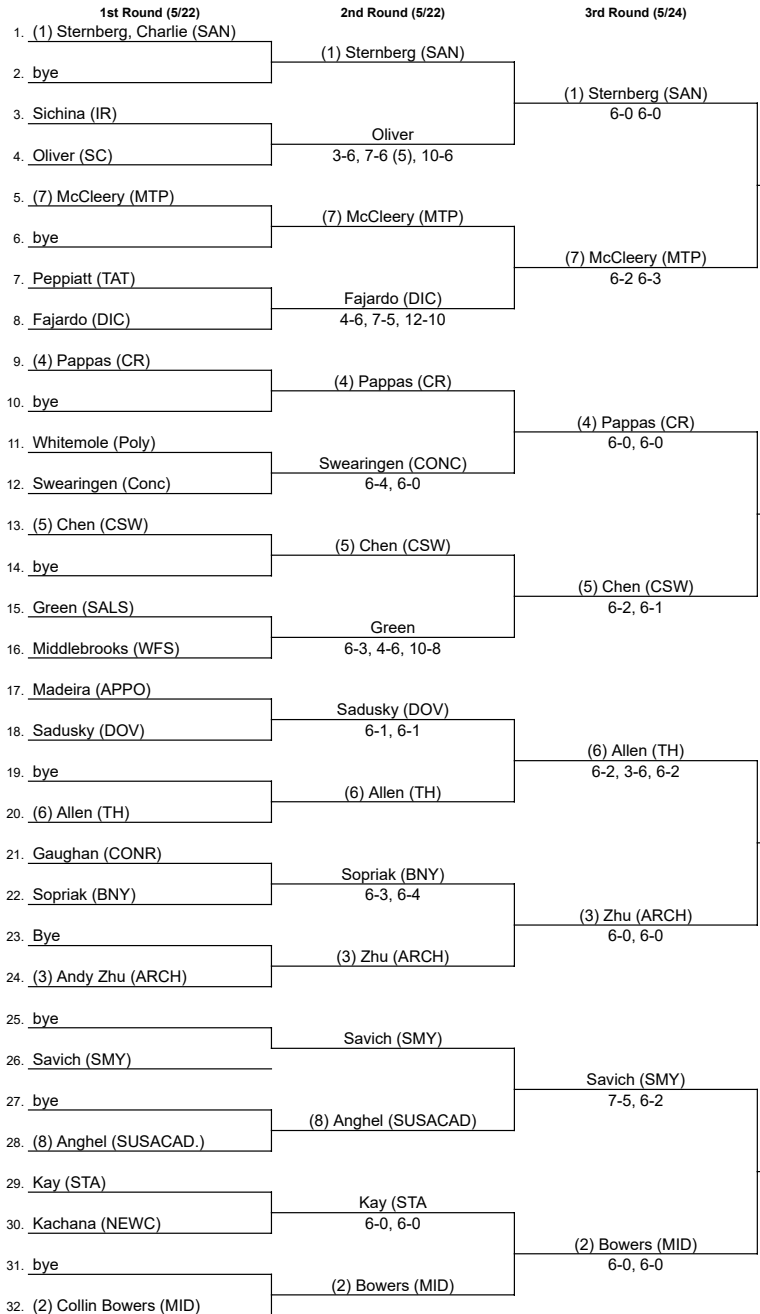 1st Round (5/22)
2nd Round (5/22)
3rd Round (5/24)
1. (1) Sternberg, Charlie (SAN)
2. bye
3. Sichina (IR)
4. Oliver (SC)
5. (7) McCleery (MTP)
6. bye
7. Peppiatt (TAT)
8. Fajardo (DIC)
9. (4) Pappas (CR)
10. bye
11. Whitemole (Poly)
12. Swearingen (Conc)
13. (5) Chen (CSW)
14. bye
15. Green (SALS)
16. Middlebrooks (WFS)
17. Madeira (APPO)
18. Sadusky (DOV)
19. bye
20. (6) Allen (TH)
21. Gaughan (CONR)
22. Sopriak (BNY)
23. Bye
24. (3) Andy Zhu (ARCH)
25. bye
26. Savich (SMY)
27. bye
28. (8) Anghel (SUSACAD.)
29. Kay (STA)
30. Kachana (NEWC)
31. bye
32. (2) Collin Bowers (MID)
(1) Sternberg (SAN)
Oliver
3-6, 7-6 (5), 10-6
(7) McCleery (MTP)
Fajardo (DIC)
4-6, 7-5, 12-10
(4) Pappas (CR)
Swearingen (CONC)
6-4, 6-0
(5) Chen (CSW)
Green
6-3, 4-6, 10-8
Sadusky (DOV)
6-1, 6-1
(6) Allen (TH)
Sopriak (BNY)
6-3, 6-4
(3) Zhu (ARCH)
Savich (SMY)
(8) Anghel (SUSACAD)
Kay (STA
6-0, 6-0
(2) Bowers (MID)
(1) Sternberg (SAN)
6-0 6-0
(7) McCleery (MTP)
6-2 6-3
(4) Pappas (CR)
6-0, 6-0
(5) Chen (CSW)
6-2, 6-1
(6) Allen (TH)
6-2, 3-6, 6-2
(3) Zhu (ARCH)
6-0, 6-0
Savich (SMY)
7-5, 6-2
(2) Bowers (MID)
6-0, 6-0